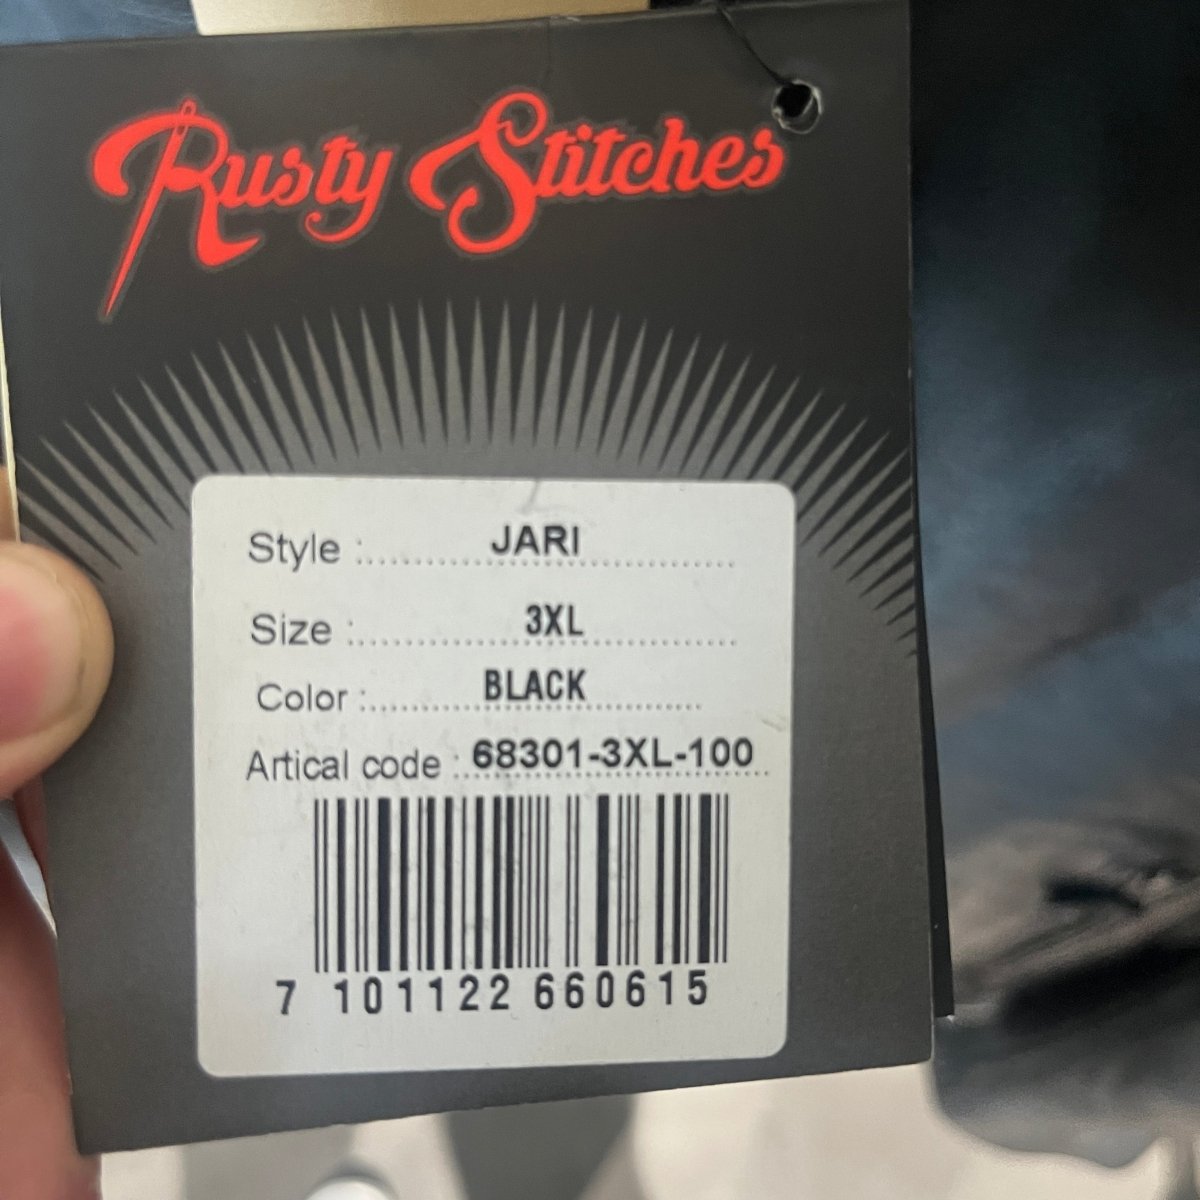 Rusty Stitches
Style :.................... JARI
Size :.................... 3XL
Color :.................... BLACK
Artical code : 68301-3XL-100
7 101122 660615